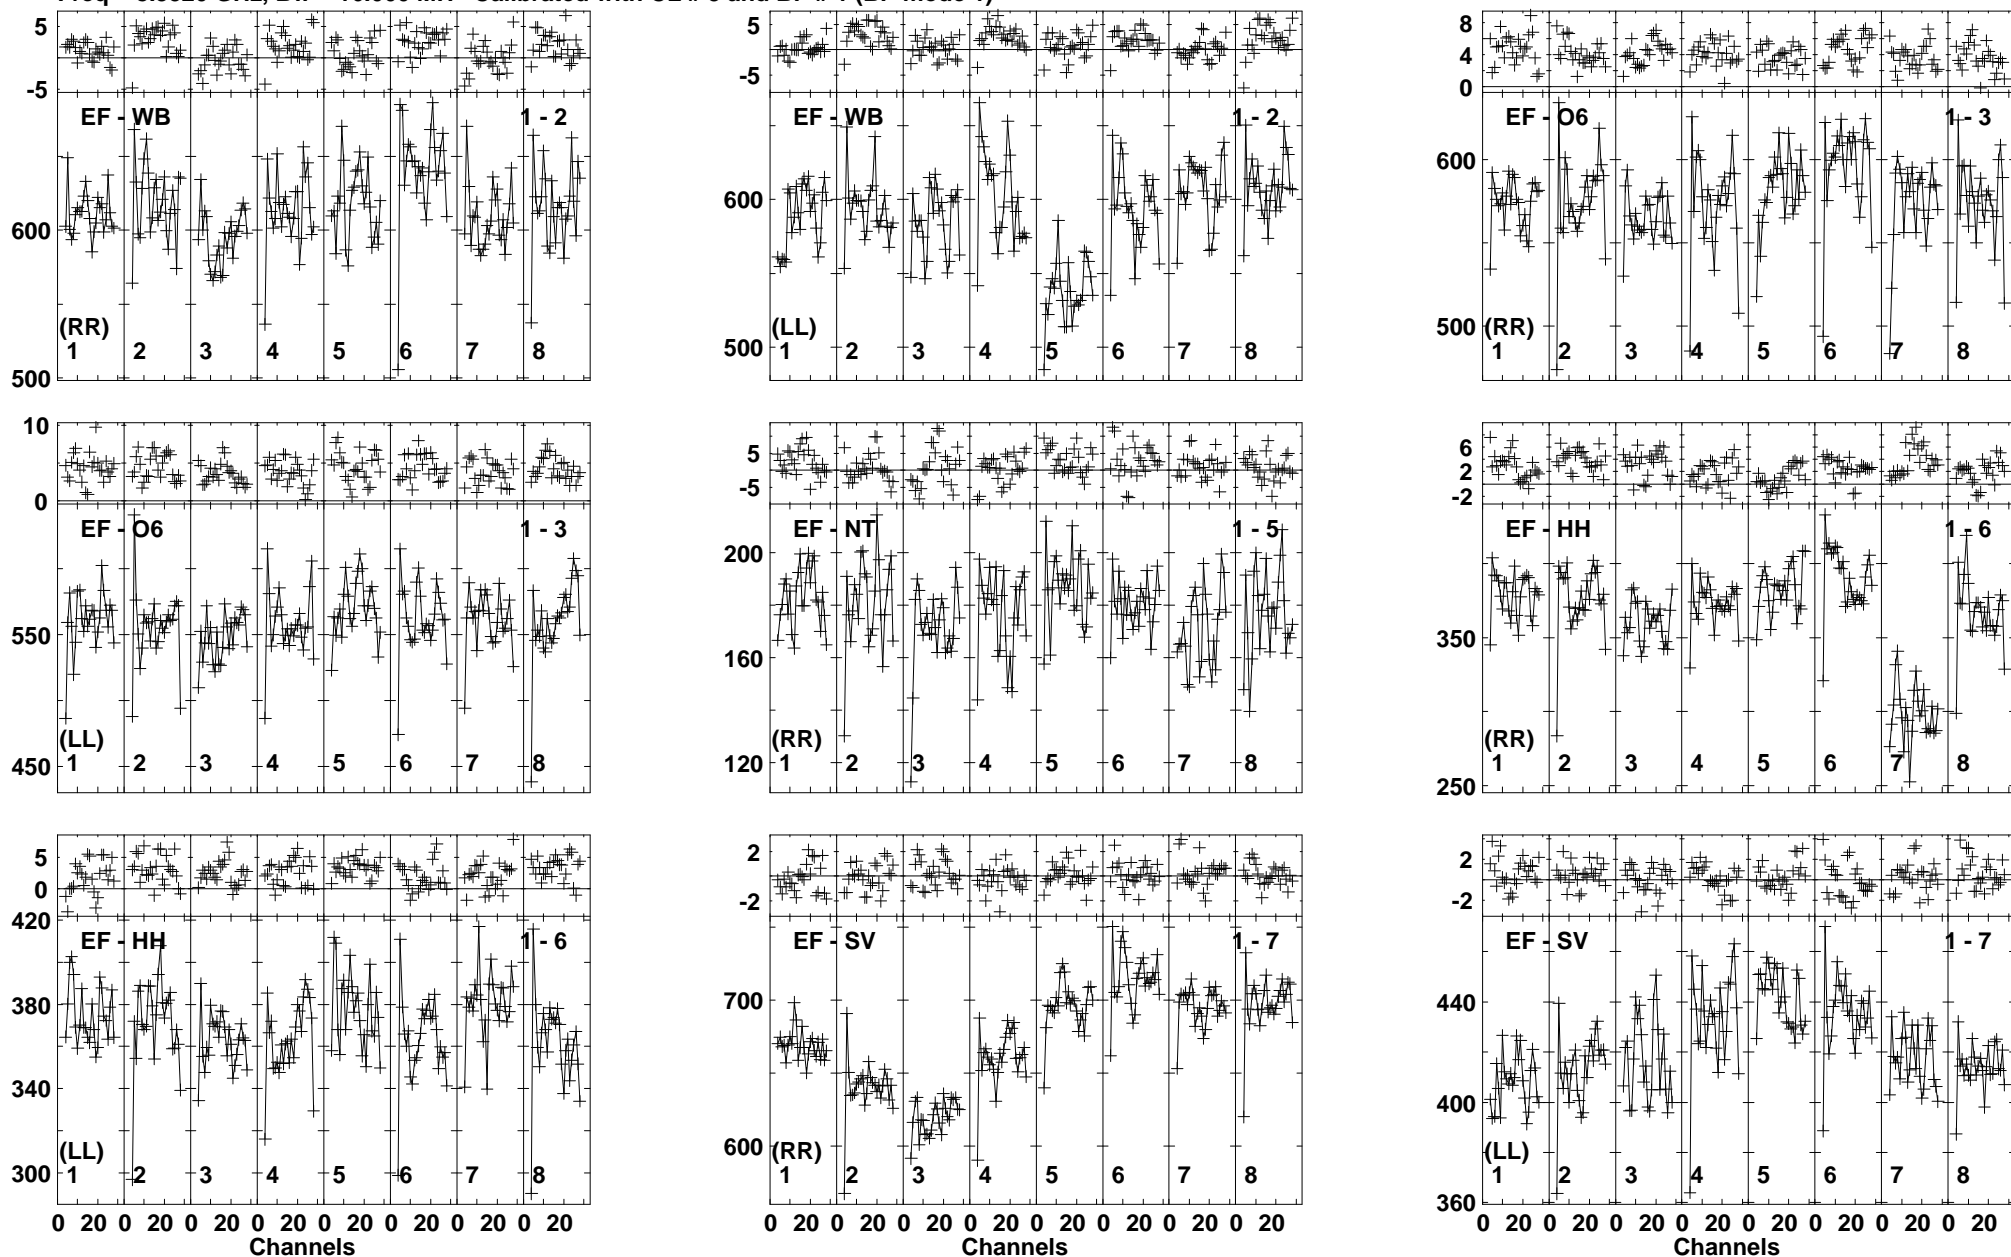 5 5 8
-5 -5 4
0
EF - WB 1 - 2 EF - WB 1 - 2 EF - O6 1 - 3
600 600 600
(RR) (LL) 500 (RR)
1 2 3 4 5 6 7 8 500 1 2 3 4 5 6 7 8 1 2 3 4 5 6 7 8
500
10 5 6
0 -5 2
-2
EF - O6 1 - 3 EF - NT 1 - 5 EF - HH 1 - 6
200
550 160 350
(LL) (RR) (RR)
450 1 2 3 4 5 6 7 8 120 1 2 3 4 5 6 7 8 250 1 2 3 4 5 6 7 8
5 2 2
0 -2 -2
420
EF - HH 1 - 6 EF - SV 1 - 7 EF - SV 1 - 7
380 700 440
340 600 400
(LL) (RR) (LL)
300 1 2 3 4 5 6 7 8 1 2 3 4 5 6 7 8 1 2 3 4 5 6 7 8
360
0 20 0 20 0 20 0 20 0 20 0 20 0 20 0 20 0 20 0 20 0 20 0 20 0 20 0 20 0 20 0 20 0 20 0 20 0 20 0 20 0 20 0 20 0 20 0 20
Channels Channels Channels